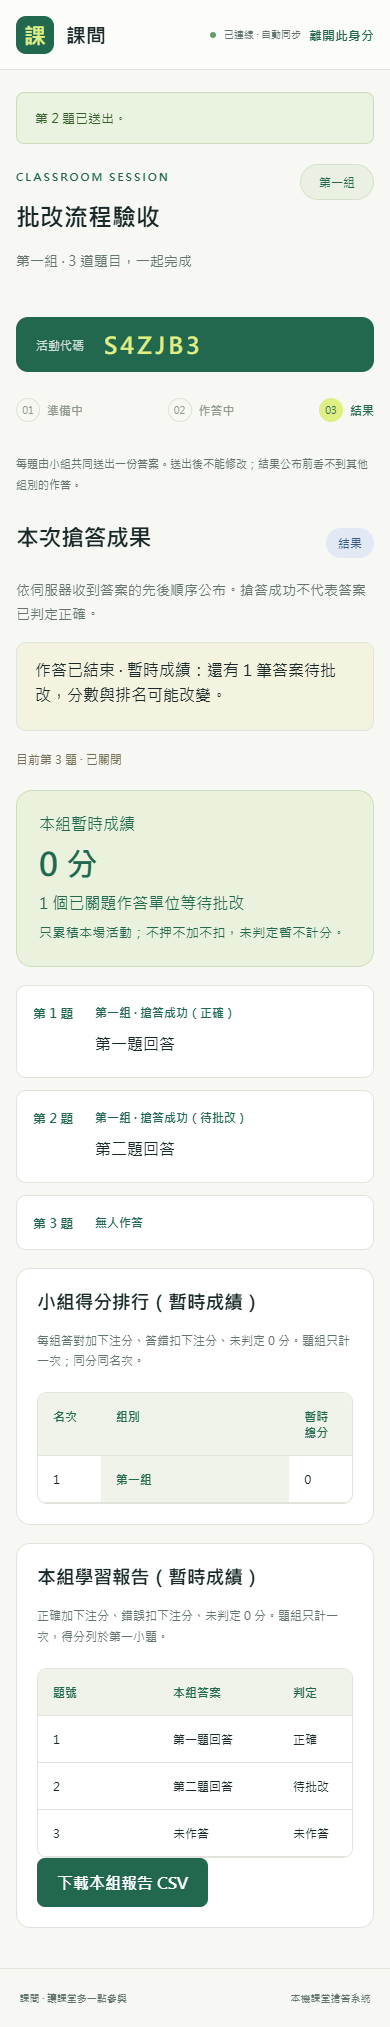 課 課間 已連線 · 自動同步 離開此身分
第 2 題已送出。
CLASSROOM SESSION
第一組
批改流程驗收
第一組 · 3 道題目，一起完成
活動代碼 S4ZJB3
01 準備中 02 作答中 03 結果
每題由小組共同送出一份答案。送出後不能修改；結果公布前看不到其他
組別的作答。
本次搶答成果
結果
依伺服器收到答案的先後順序公布。搶答成功不代表答案
已判定正確。
作答已結束 · 暫時成績：還有 1 筆答案待批
改，分數與排名可能改變。
目前第 3 題 · 已關閉
本組暫時成績
0 分
1 個已關題作答單位等待批改
只累積本場活動；不押不加不扣，未判定暫不計分。
第 1 題 第一組 · 搶答成功（正確）
第一題回答
第 2 題 第一組 · 搶答成功（待批改）
第二題回答
第 3 題 無人作答
小組得分排行（暫時成績）
每組答對加下注分、答錯扣下注分、未判定 0 分。題組只計
一次；同分同名次。
名次 組別 暫時
總分
1 第一組 0
本組學習報告（暫時成績）
正確加下注分、錯誤扣下注分、未判定 0 分。題組只計一
次，得分列於第一小題。
題號 本組答案 判定
1 第一題回答 正確
2 第二題回答 待批改
3 未作答 未作答
下載本組報告 CSV
課間 · 讓課堂多一點參與 本機課堂搶答系統